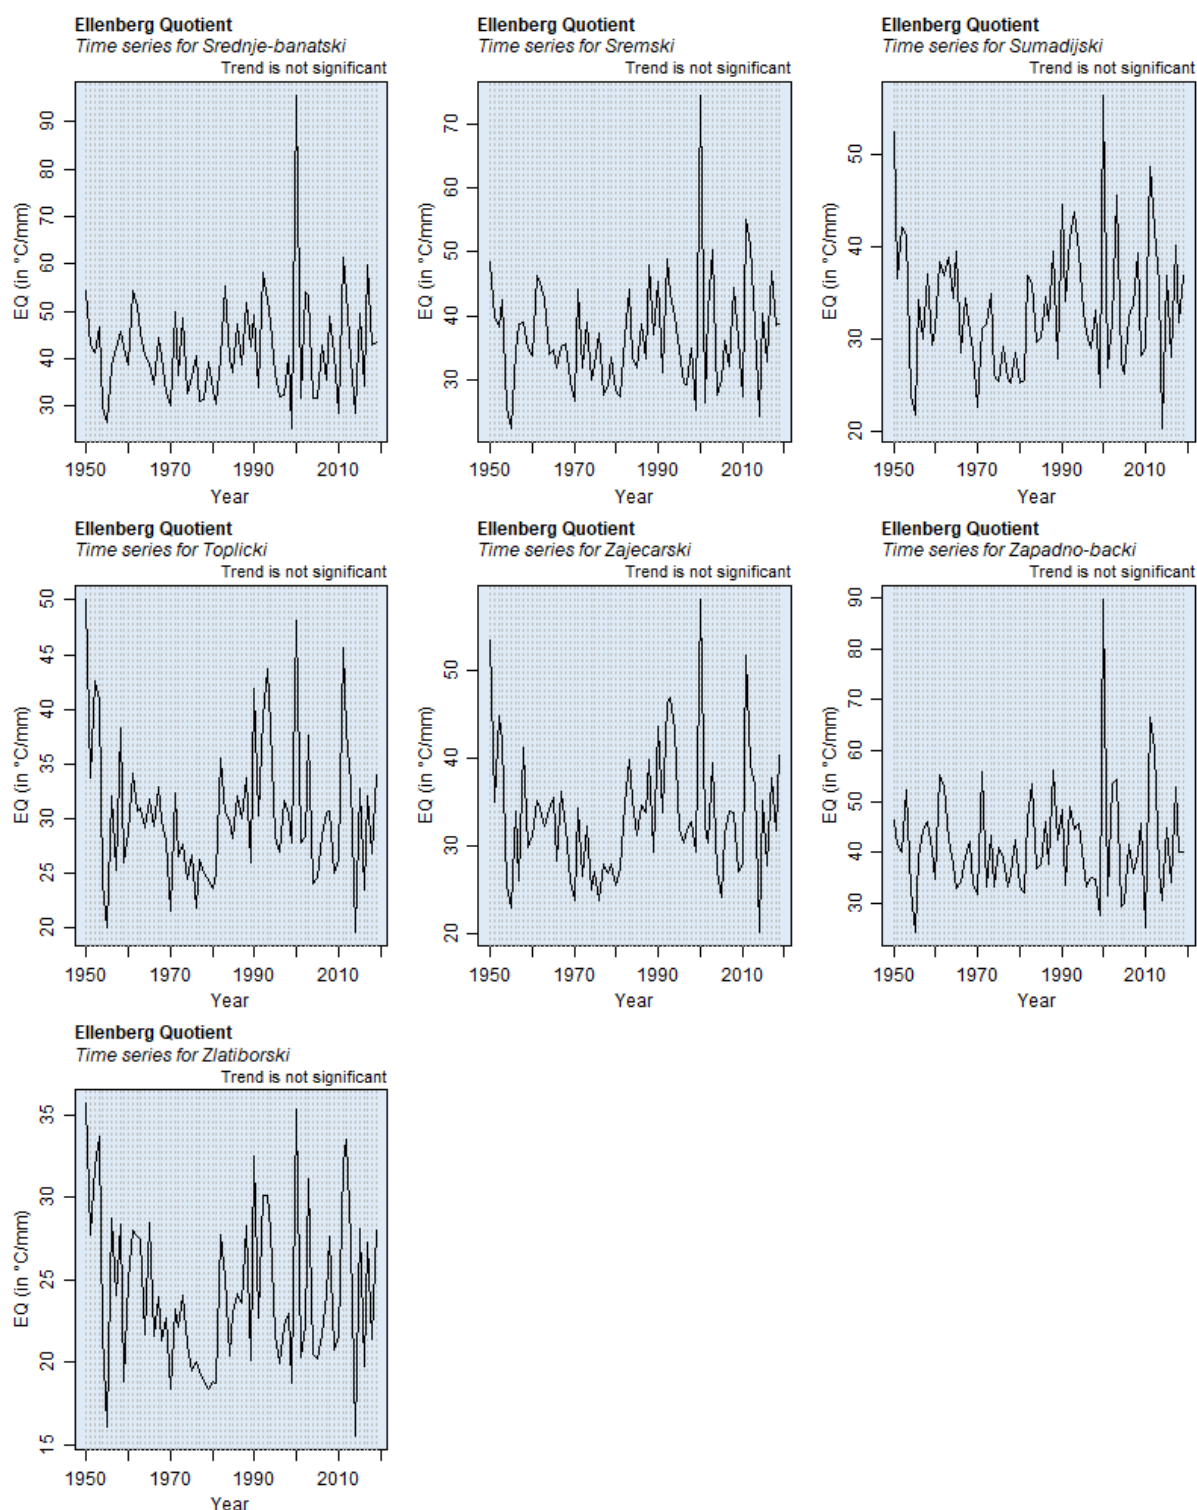 Ellenberg Quotient
Time series for Srednje-banatski
Trend is not significant
90
80
70
60
50
40
30
EQ (in °C/mm)
1950 1970 1990 2010
Year
Ellenberg Quotient
Time series for Sremski
Trend is not significant
70
60
50
40
30
EQ (in °C/mm)
1950 1970 1990 2010
Year
Ellenberg Quotient
Time series for Sumadijski
Trend is not significant
50
40
30
20
EQ (in °C/mm)
1950 1970 1990 2010
Year
Ellenberg Quotient
Time series for Toplicki
Trend is not significant
50
45
40
35
30
25
20
EQ (in °C/mm)
1950 1970 1990 2010
Year
Ellenberg Quotient
Time series for Zajecarski
Trend is not significant
50
40
30
20
EQ (in °C/mm)
1950 1970 1990 2010
Year
Ellenberg Quotient
Time series for Zapadno-backi
Trend is not significant
90
80
70
60
50
40
30
EQ (in °C/mm)
1950 1970 1990 2010
Year
Ellenberg Quotient
Time series for Zlatiborski
Trend is not significant
35
30
25
20
15
EQ (in °C/mm)
1950 1970 1990 2010
Year